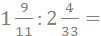 1 9/11 : 2 4/33 =